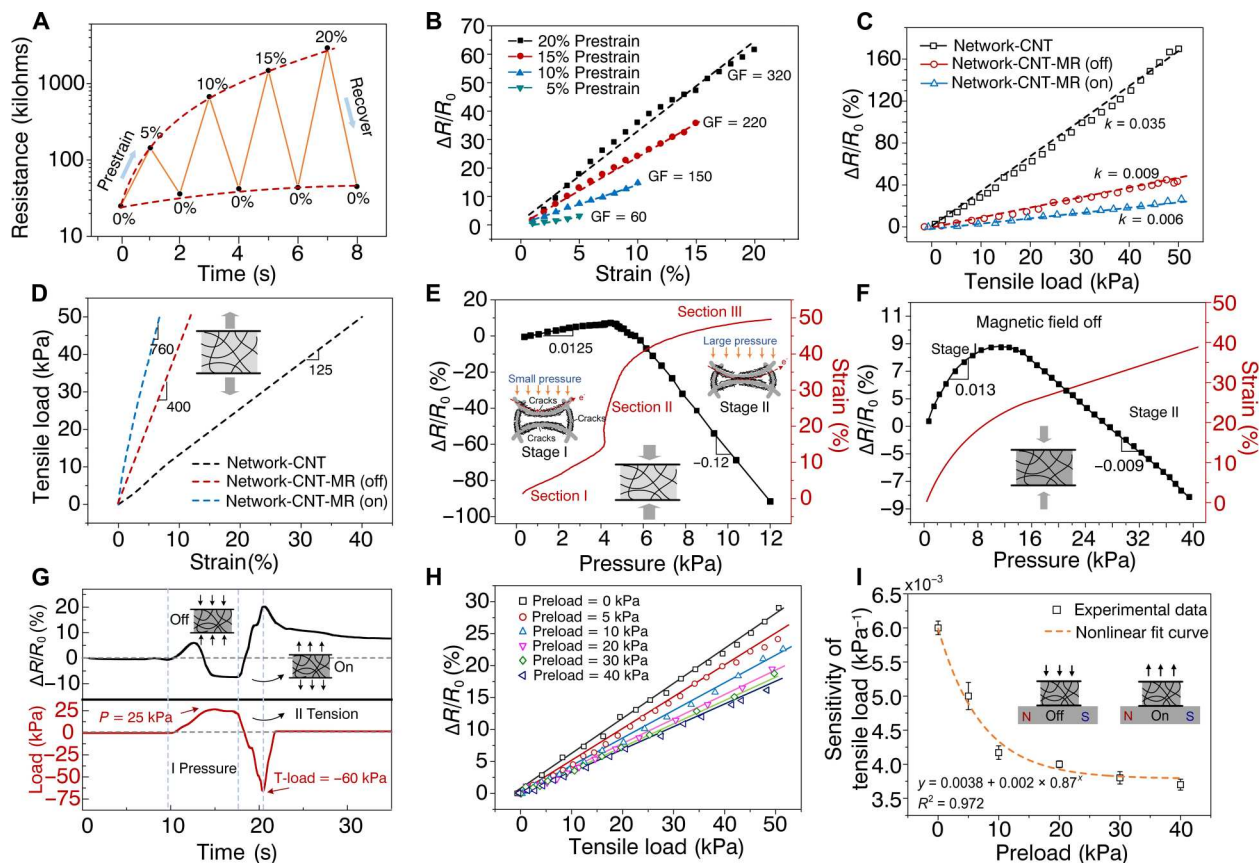 A
Resistance (kilohms)
1000
100
10
20%
15%
10%
5%
Prestrain
Recover
0%
0%
0%
0%
0%
0 2 4 6 8
Time (s)
B
ΔR/R0
70
60
50
40
30
20
10
0
20% Prestrain
15% Prestrain
10% Prestrain
5% Prestrain
GF = 320
GF = 220
GF = 150
GF = 60
0 5 10 15 20
Strain (%)
C
ΔR/R0 (%)
160
120
80
40
0
Network-CNT
Network-CNT-MR (off)
Network-CNT-MR (on)
k = 0.035
k = 0.009
k = 0.006
0 10 20 30 40 50
Tensile load (kPa)
D
Tensile load (kPa)
50
40
30
20
10
0
760
400
125
Network-CNT
Network-CNT-MR (off)
Network-CNT-MR (on)
0 10 20 30 40
Strain(%)
E
ΔR/R0 (%)
20
0
−20
−40
−60
−80
−100
0.0125
Section III
Small pressure
Cracks
e
Cracks
Cracks
Stage I
Section II
Large pressure
e
Stage II
−0.12
Section I
50
40
30
20
10
0
Strain (%)
0 2 4 6 8 10 12
Pressure (kPa)
F
ΔR/R0 (%)
11
9
7
4
2
0
−2
−5
−7
−9
Magnetic field off
Stage I
0.013
Stage II
−0.009
50
40
30
20
10
0
Strain (%)
0 8 16 24 32 40
Pressure (kPa)
G
ΔR/R0 (%)
20
10
0
−10
Off
On
Load (kPa)
25
0
−25
−50
−75
P = 25 kPa
II Tension
I Pressure
T-load = −60 kPa
0 10 20 30
Time (s)
H
ΔR/R0 (%)
30
25
20
15
10
5
0
Preload = 0 kPa
Preload = 5 kPa
Preload = 10 kPa
Preload = 20 kPa
Preload = 30 kPa
Preload = 40 kPa
0 10 20 30 40 50
Tensile load (kPa)
I
×10−3
Sensitivity of
tensile load (kPa−1)
6.0
5.4
4.8
4.2
3.6
Experimental data
Nonlinear fit curve
N Off S
N On S
y = 0.0038 + 0.002 × 0.87x
R2 = 0.972
0 10 20 30 40
Preload (kPa)